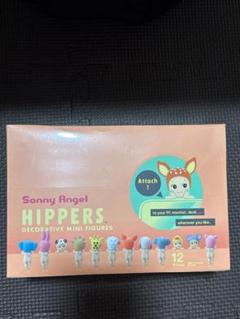 Attach
!
to your PC monitor, desk....
wherever you like...
Sonny Angel
HIPPERS
DECORATIVE MINI FIGURES
12